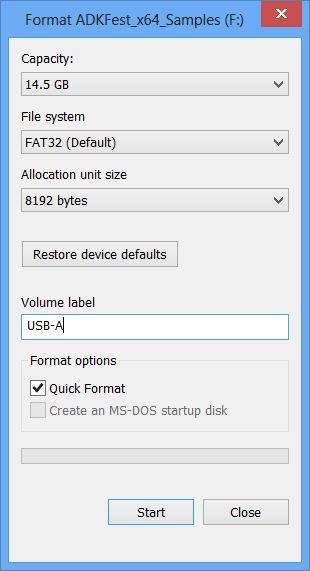 Format ADKFest_x64_Samples (F:)
Capacity:
14.5 GB
File system
FAT32 (Default)
Allocation unit size
8192 bytes
Restore device defaults
Volume label
USB-A
Format options
Quick Format
Create an MS-DOS startup disk
Start Close